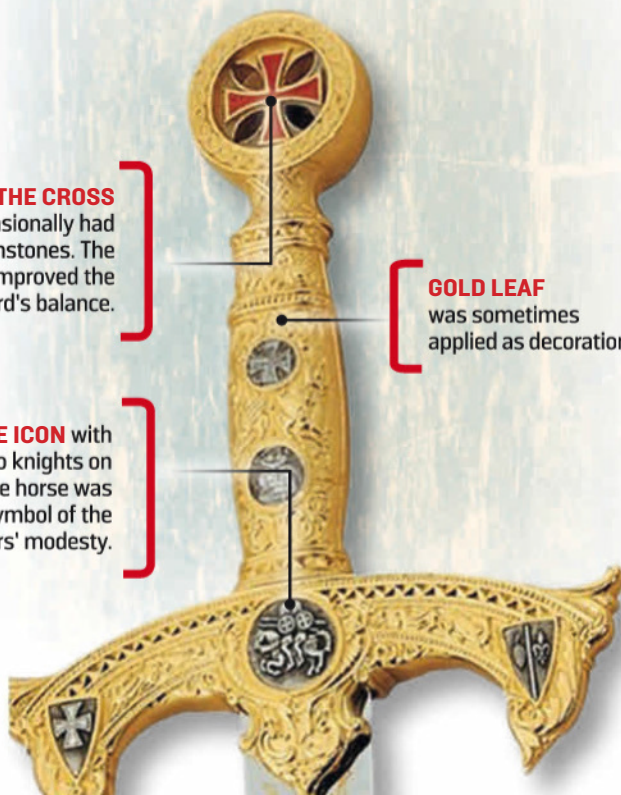 THE CROSS
sionally had
nstones. The
mproved the
rd's balance.
GOLD LEAF
was sometimes
applied as decoration
E ICON with
o knights on
e horse was
ymbol of the
rs' modesty.